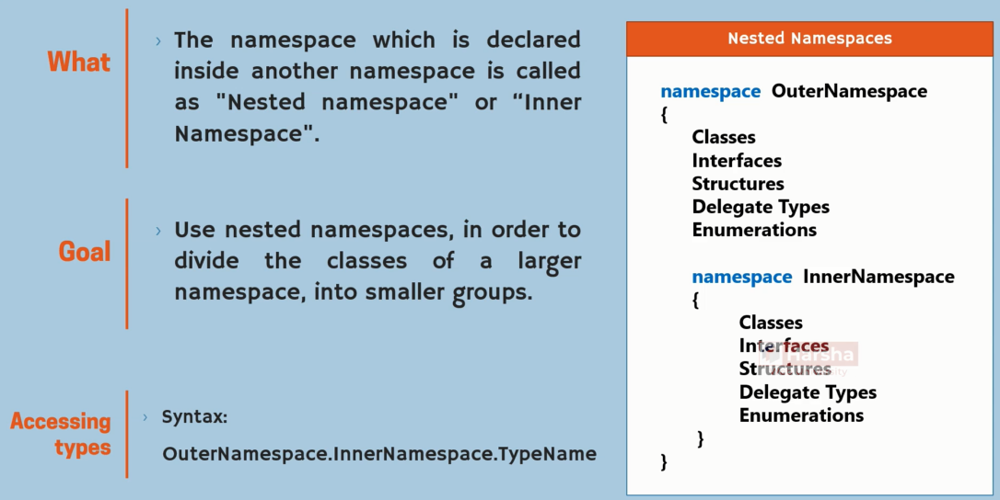 What
› The namespace which is declared
inside another namespace is called
as "Nested namespace" or “Inner
Namespace".
Goal
› Use nested namespaces, in order to
divide the classes of a larger
namespace, into smaller groups.
Accessing
types
› Syntax:
OuterNamespace.InnerNamespace.TypeName
Nested Namespaces
namespace OuterNamespace
{
Classes
Interfaces
Structures
Delegate Types
Enumerations
namespace InnerNamespace
{
Classes
Interfaces
Structures
Delegate Types
Enumerations
}
}
Harsha